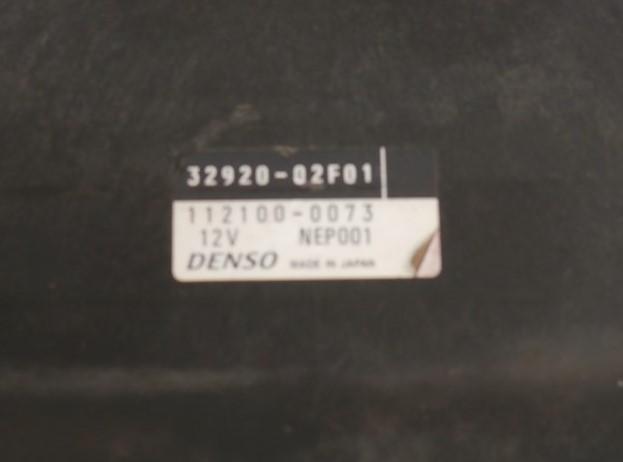 32920-02F01
112100-0073
12V NEP001
DENSO MADE IN JAPAN